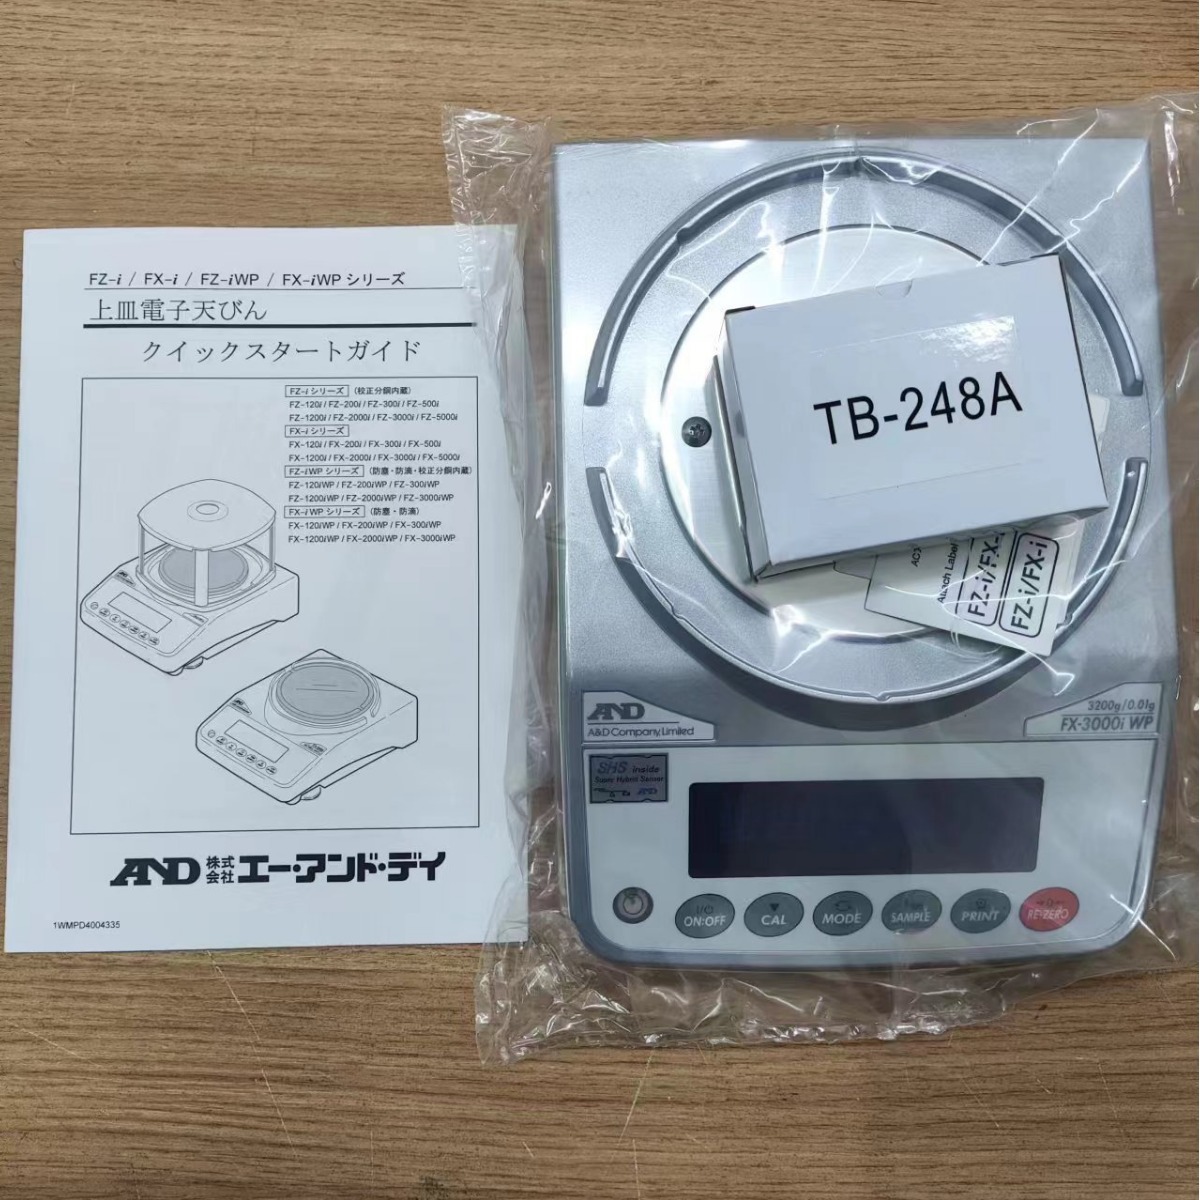 FZ-i / FX-i / FZ-iWP / FX-iWP シリーズ
上皿電子天びん
クイックスタートガイド
FZ-i シリーズ (校正分銅内蔵)
FZ-120i / FZ-200i / FZ-300i / FZ-500i
FZ-1200i / FZ-2000i / FZ-3000i / FZ-5000i
FX-i シリーズ
FX-120i / FX-200i / FX-300i / FX-500i
FX-1200i / FX-2000i / FX-3000i / FX-5000i
FZ-iWP シリーズ (防塵・防滴・校正分銅内蔵)
FZ-120iWP / FZ-200iWP / FZ-300iWP
FZ-1200iWP / FZ-2000iWP / FZ-3000iWP
FX-iWP シリーズ (防塵・防滴)
FX-120iWP / FX-200iWP / FX-300iWP
FX-1200iWP / FX-2000iWP / FX-3000iWP
AND 株式会社 エー・アンド・デイ
1WMPD4004335
TB-248A
Attach Label
FZ-i/FX-
FZ-i/FX-i
AND
A&D Company, Limited
3200g/0.01g
FX-3000i WP
SHS inside
Super Hybrid Sensor
AND
ON:OFF
CAL
MODE
SAMPLE
PRINT
RE-ZERO